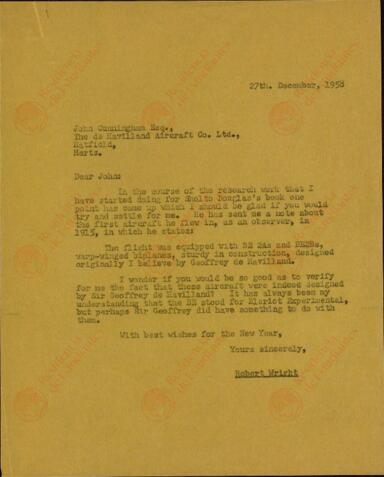 27th. December, 1958
John Cunningham Esq.,
The de Havilland Aircraft Co. Ltd.,
Hatfield,
Herts.
Dear John:
In the course of the research work that I
have started doing for Sholto Douglas's book one
point has come up which I should be glad if you would
try and settle for me. He has sent me a note about
the first aircraft he flew in, as an observer, in
1915, in which he states:
The flight was equipped with BE 2As and
warp-winged biplanes, sturdy in construction, designed
originally I believe by Geoffrey de Havilland.
I wonder if you would be so good as to verify
for me the fact that these aircraft were indeed designed
by Sir Geoffrey de Havilland? It has always been my
understanding that the BE stood for Bleriot Experimental,
but perhaps Sir Geoffrey did have something to do with
them.
With best wishes for the New Year,
Yours sincerely,
Robert Wright